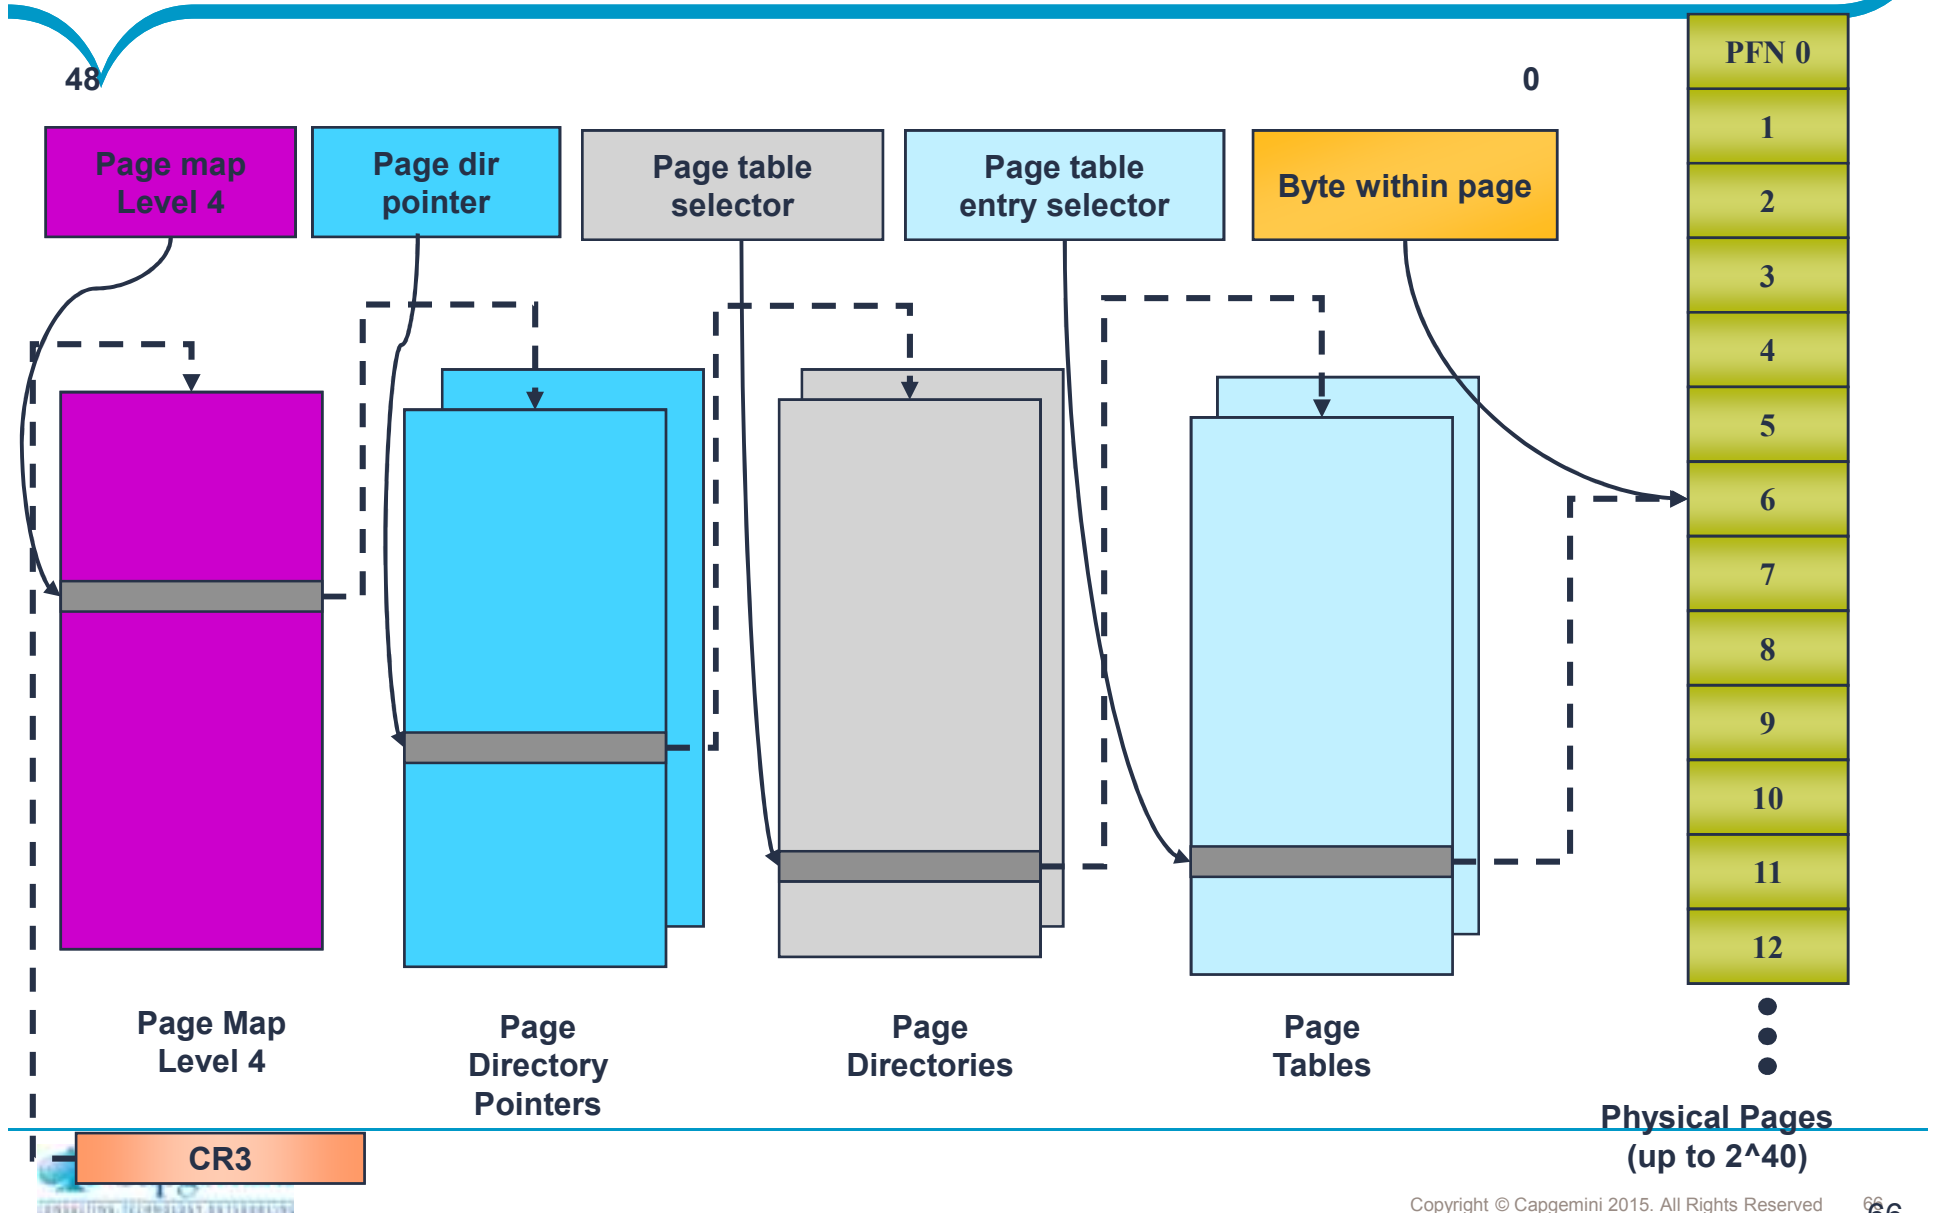 48
0
Page map
Level 4
Page dir
pointer
Page table
selector
Page table
entry selector
Byte within page
PFN 0
1
2
3
4
5
6
7
8
9
10
11
12
Page Map
Level 4
Page
Directory
Pointers
Page
Directories
Page
Tables
Physical Pages
(up to 2^40)
CR3
Copyright © Capgemini 2015. All Rights Reserved
66
66